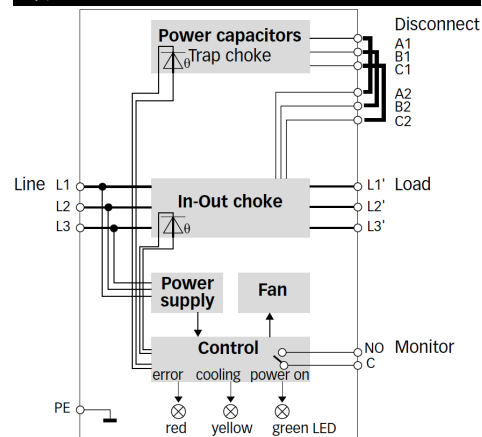 Power capacitors
Trap choke
θ
Disconnect
A1
B1
C1
A2
B2
C2
Line L1
L2
L3
In-Out choke
θ
L1' Load
L2'
L3'
Power
supply
Fan
Control
error cooling power on
NO Monitor
C
PE
red yellow green LED